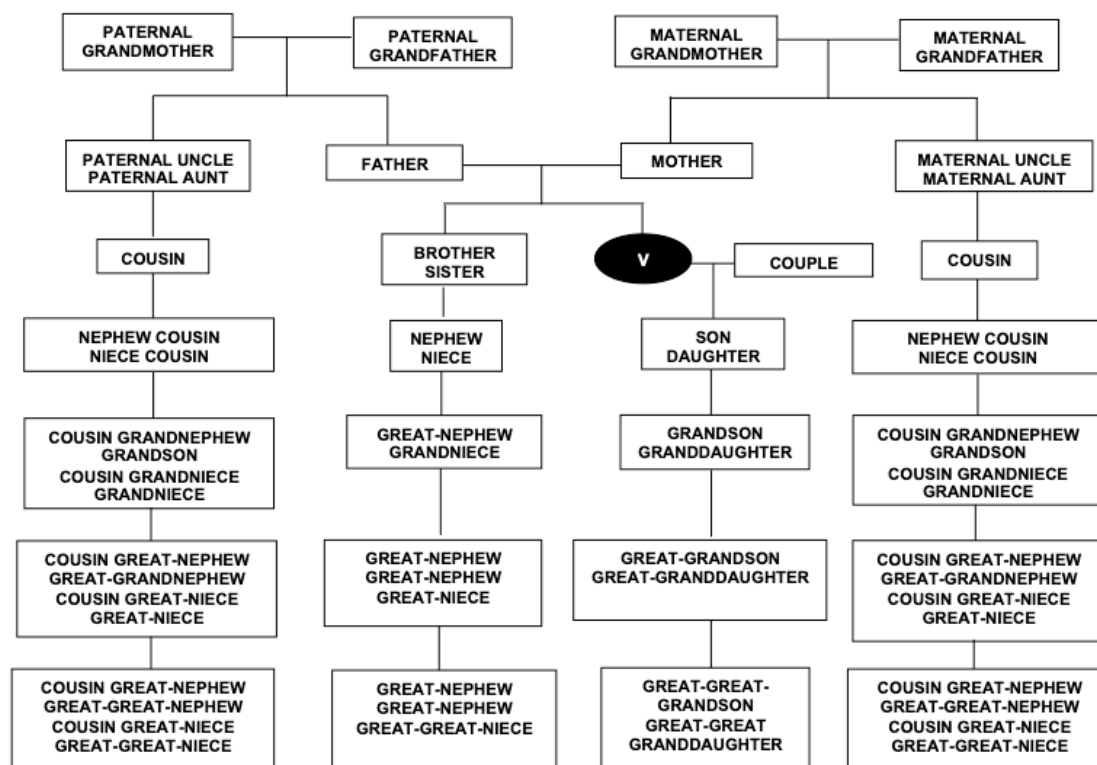 PATERNAL
GRANDMOTHER
PATERNAL
GRANDFATHER
MATERNAL
GRANDMOTHER
MATERNAL
GRANDFATHER
PATERNAL UNCLE
PATERNAL AUNT
FATHER
MOTHER
MATERNAL UNCLE
MATERNAL AUNT
COUSIN
BROTHER
SISTER
V
COUPLE
COUSIN
NEPHEW COUSIN
NIECE COUSIN
NEPHEW
NIECE
SON
DAUGHTER
NEPHEW COUSIN
NIECE COUSIN
COUSIN GRANDNEPHEW
GRANDSON
COUSIN GRANDNIECE
GRANDNIECE
GREAT-NEPHEW
GRANDNIECE
GRANDSON
GRANDDAUGHTER
COUSIN GRANDNEPHEW
GRANDSON
COUSIN GRANDNIECE
GRANDNIECE
COUSIN GREAT-NEPHEW
GREAT-GRANDNEPHEW
COUSIN GREAT-NIECE
GREAT-NIECE
GREAT-NEPHEW
GREAT-NEPHEW
GREAT-NIECE
GREAT-GRANDSON
GREAT-GRANDDAUGHTER
COUSIN GREAT-NEPHEW
GREAT-GRANDNEPHEW
COUSIN GREAT-NIECE
GREAT-NIECE
COUSIN GREAT-NEPHEW
GREAT-GREAT-NEPHEW
COUSIN GREAT-NIECE
GREAT-GREAT-NIECE
GREAT-NEPHEW
GREAT-NEPHEW
GREAT-GREAT-NIECE
GREAT-GREAT-
GRANDSON
GREAT-GREAT
GRANDDAUGHTER
COUSIN GREAT-NEPHEW
GREAT-GREAT-NEPHEW
COUSIN GREAT-NIECE
GREAT-GREAT-NIECE